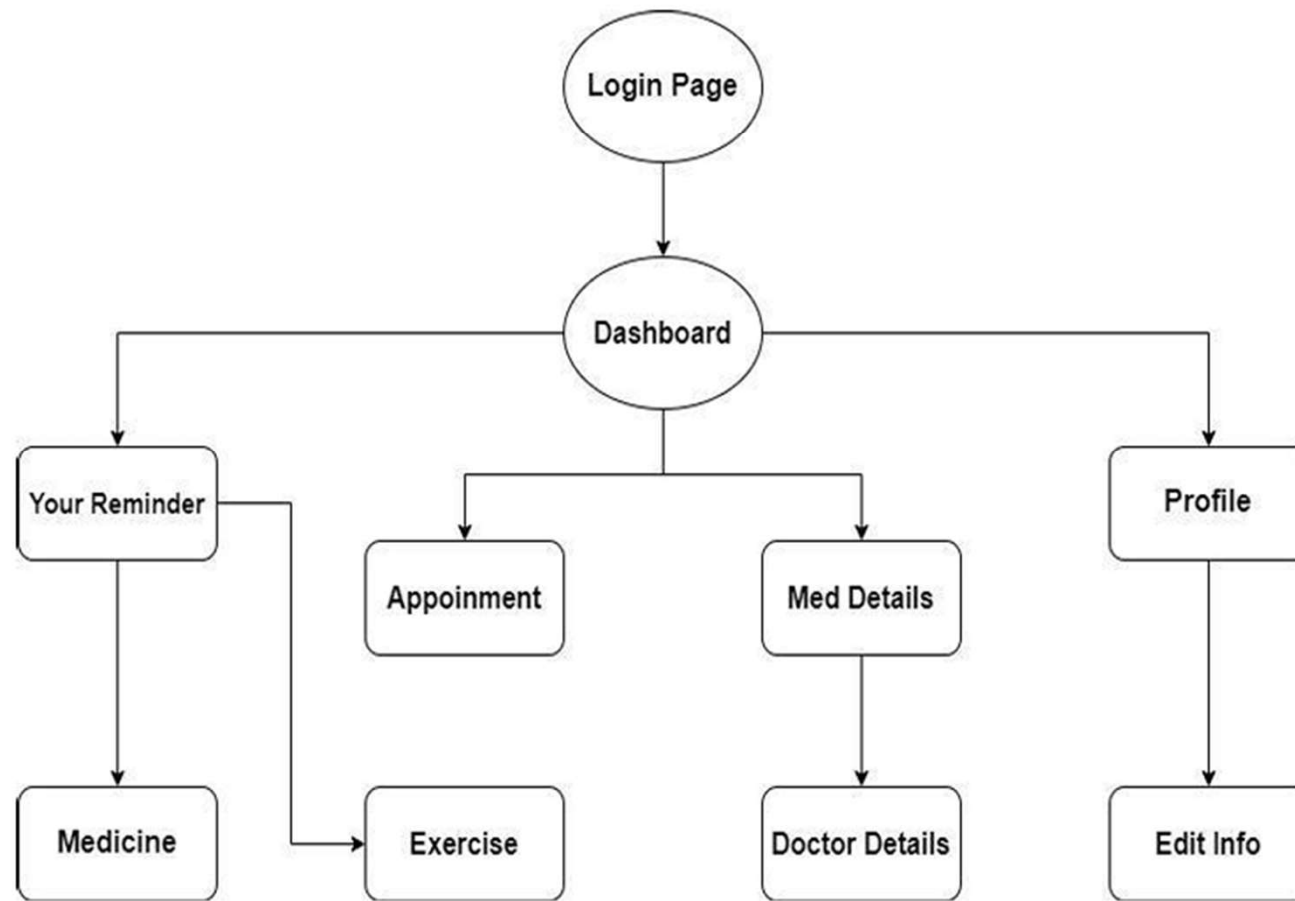 Login Page
Dashboard
Your Reminder
Profile
Appoinment
Med Details
Medicine
Exercise
Doctor Details
Edit Info